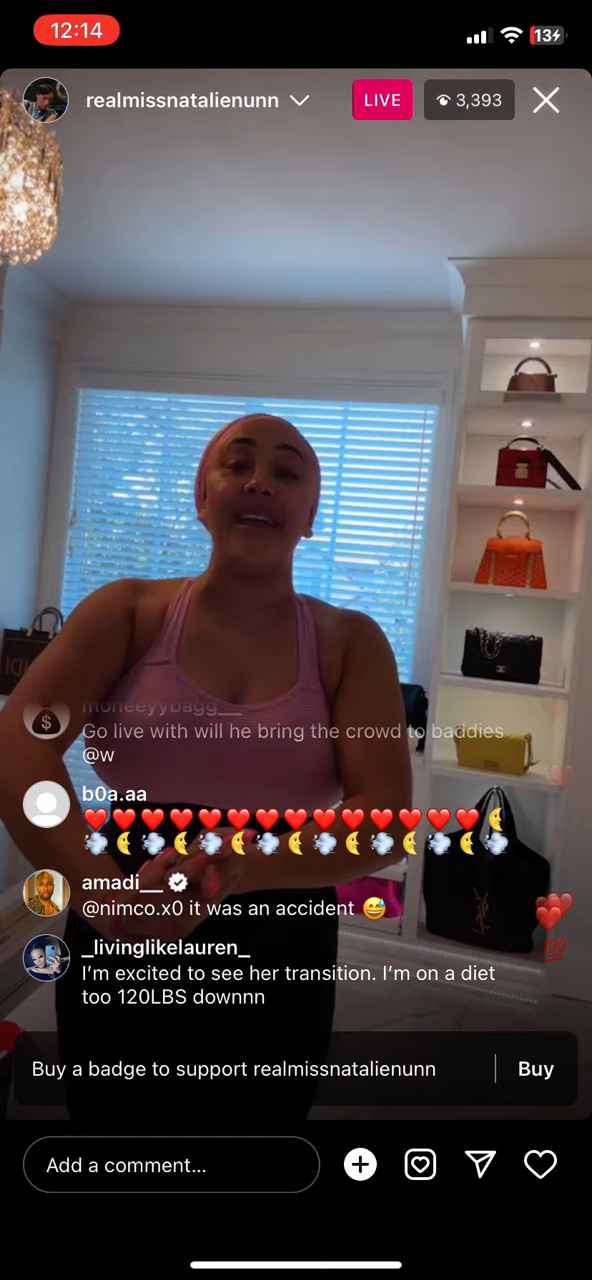 12:14
13
realmissnatalienunn
LIVE
3,393
moneeyybagg__
Go live with will he bring the crowd to baddies
@w
b0a.aa
❤️❤️❤️❤️❤️❤️❤️❤️❤️❤️❤️❤️❤️❤️🌜
💨🌜💨🌜💨🌜💨🌜💨🌜💨🌜💨🌜💨
amadi__
@nimco.x0 it was an accident 😅
_livinglikelauren_
I’m excited to see her transition. I’m on a diet
too 120LBS downnn
💯
Buy a badge to support realmissnatalienunn
Buy
Add a comment...